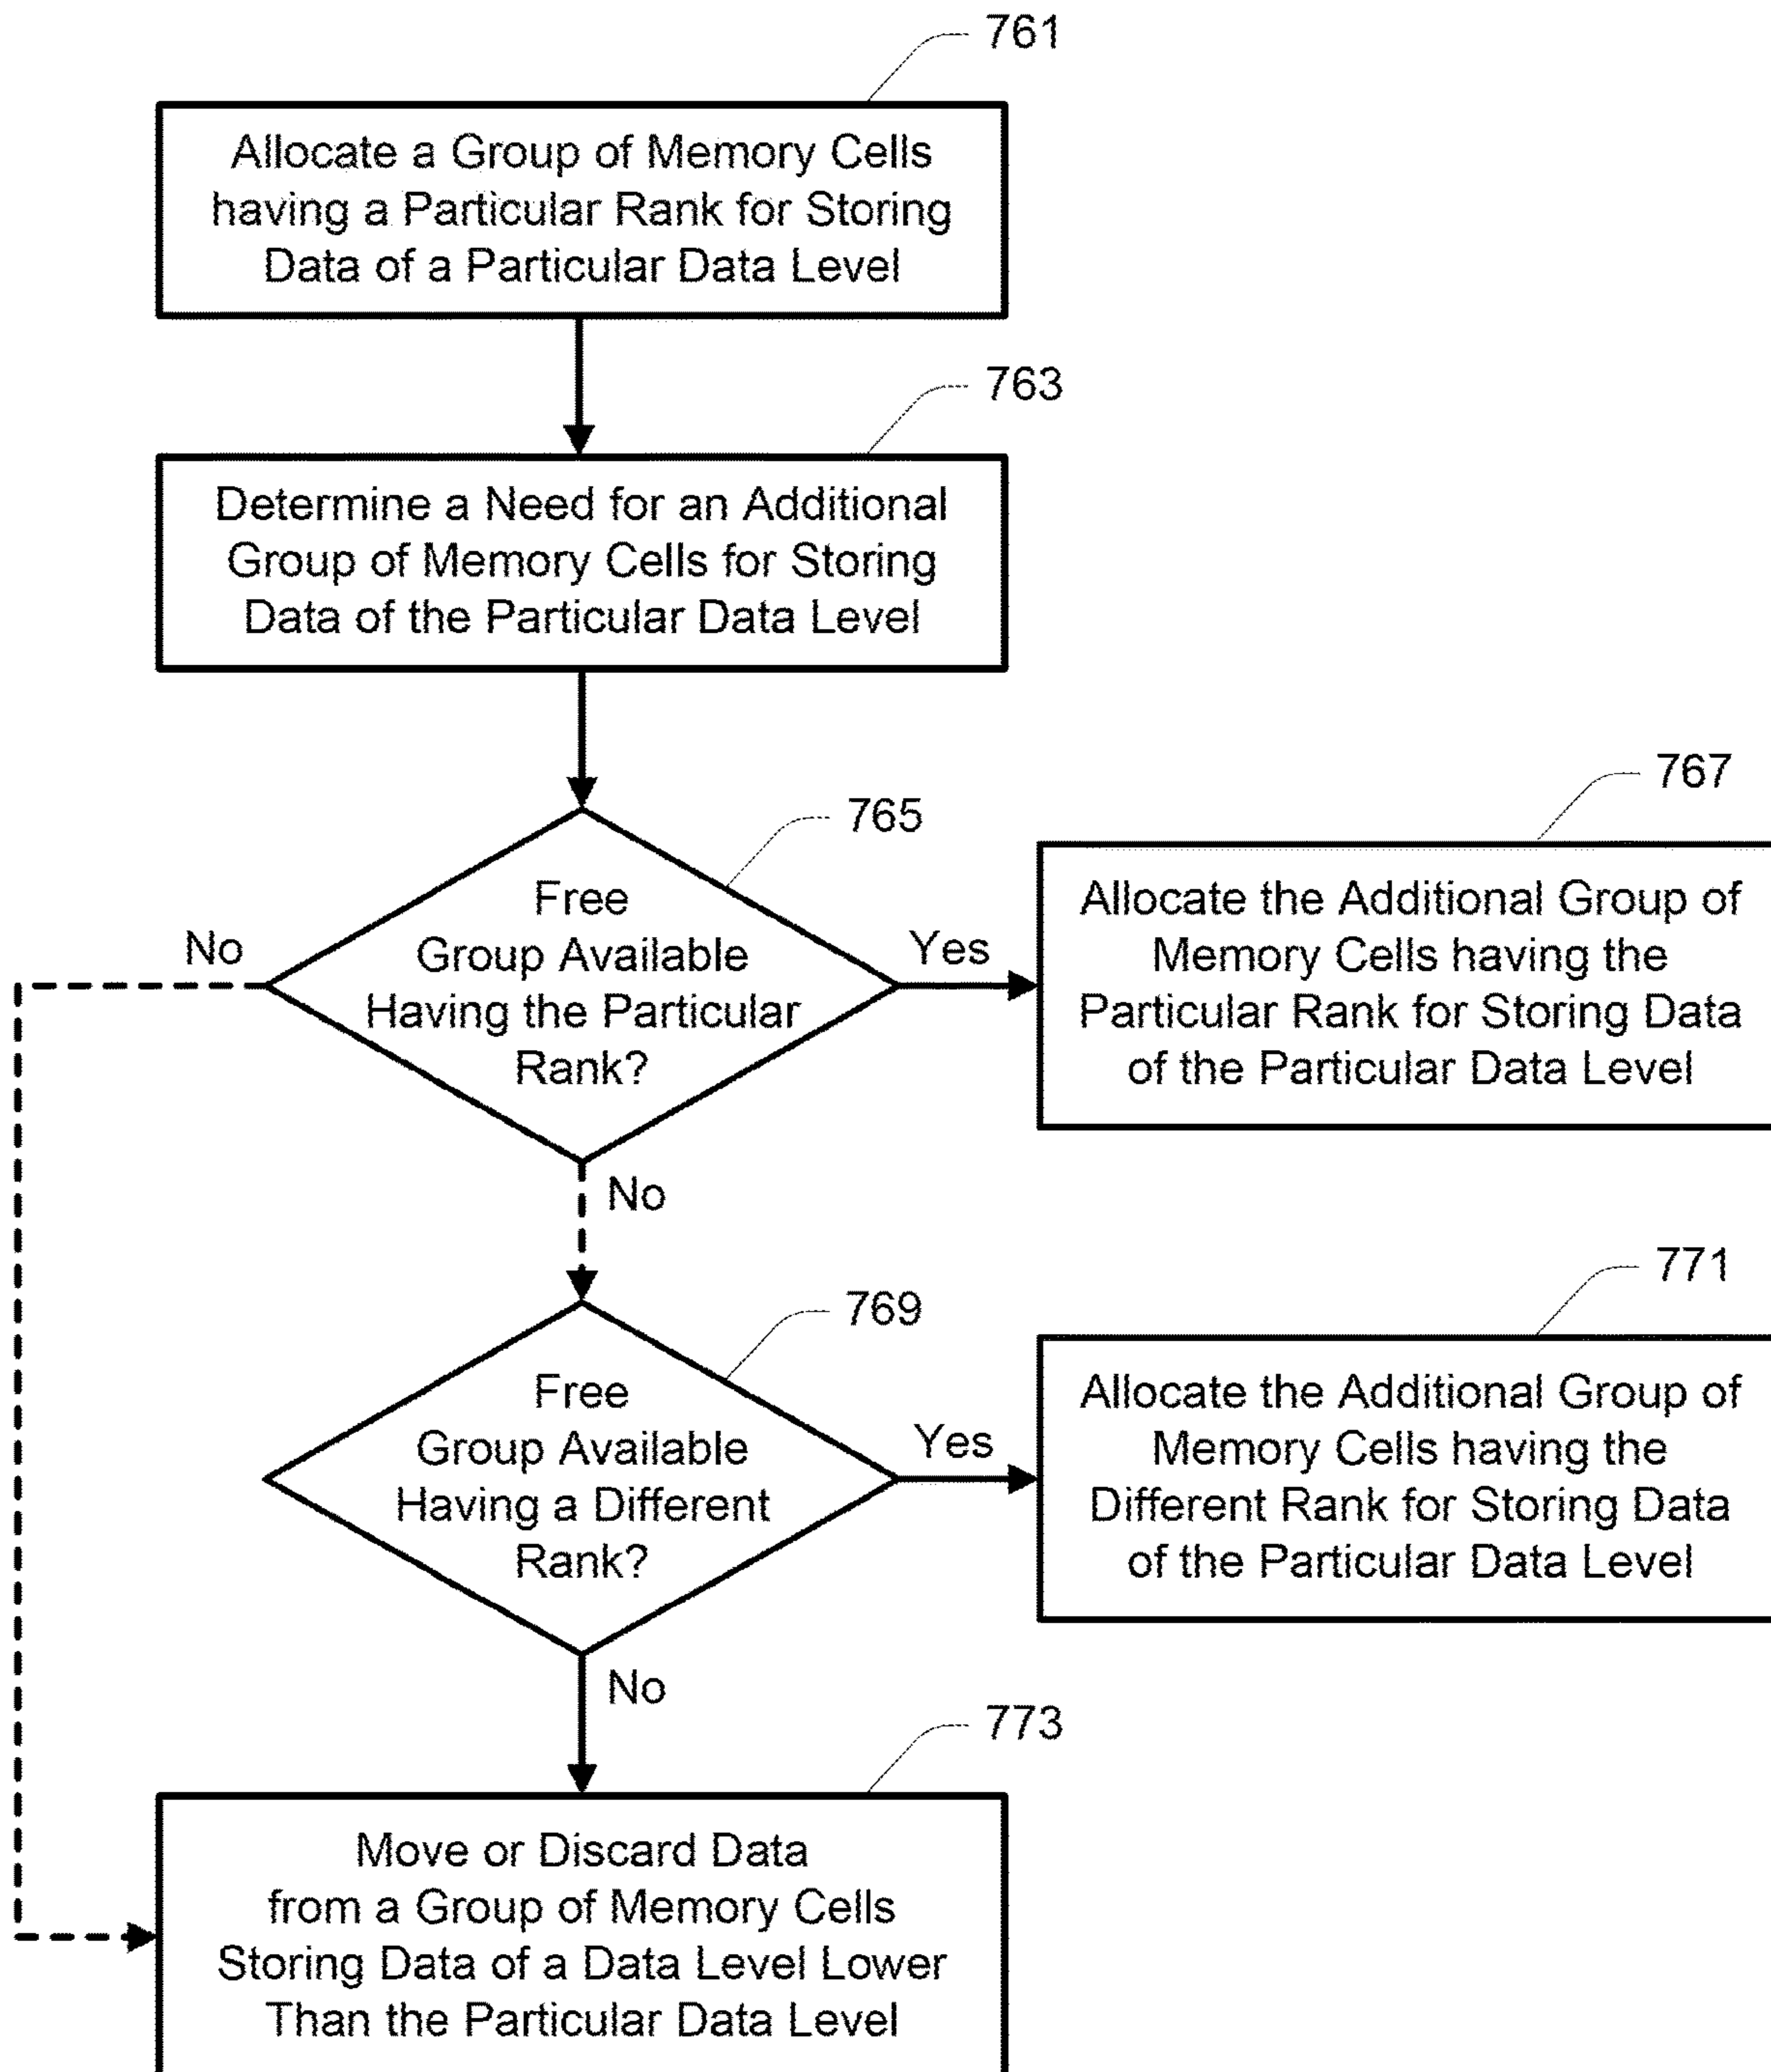 761
Allocate a Group of Memory Cells
having a Particular Rank for Storing
Data of a Particular Data Level
763
Determine a Need for an Additional
Group of Memory Cells for Storing
Data of the Particular Data Level
765
Free
Group Available
Having the Particular
Rank?
No
Yes
767
Allocate the Additional Group of
Memory Cells having the
Particular Rank for Storing Data
of the Particular Data Level
No
769
Free
Group Available
Having a Different
Rank?
Yes
771
Allocate the Additional Group of
Memory Cells having the
Different Rank for Storing Data
of the Particular Data Level
No
773
Move or Discard Data
from a Group of Memory Cells
Storing Data of a Data Level Lower
Than the Particular Data Level